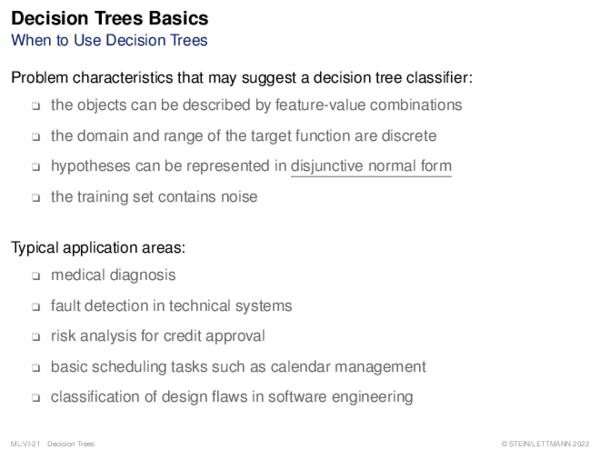 Decision Trees Basics
When to Use Decision Trees
Problem characteristics that may suggest a decision tree classifier:
❑ the objects can be described by feature-value combinations
❑ the domain and range of the target function are discrete
❑ hypotheses can be represented in disjunctive normal form
❑ the training set contains noise
Typical application areas:
❑ medical diagnosis
❑ fault detection in technical systems
❑ risk analysis for credit approval
❑ basic scheduling tasks such as calendar management
❑ classification of design flaws in software engineering
ML:VI-21 Decision Trees
© STEIN/LETTMANN 2022